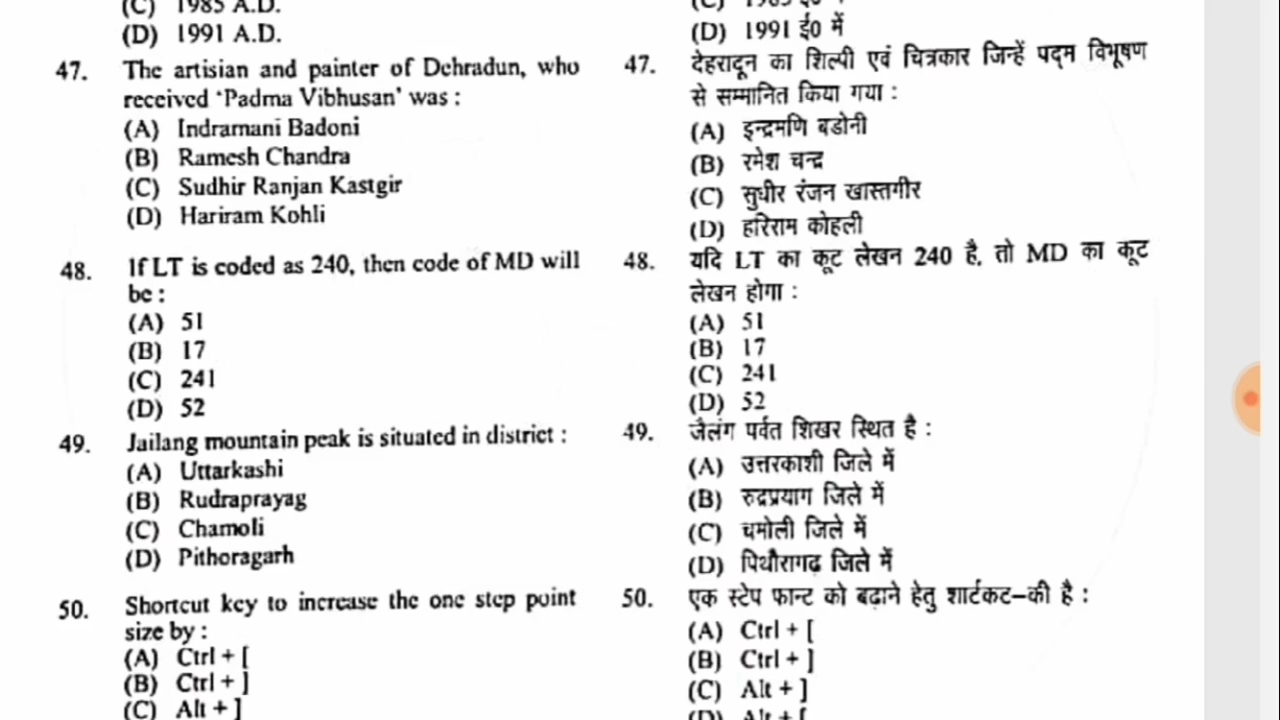 (C) 1985 A.D.
(D) 1991 A.D.
47. The artisian and painter of Dehradun, who
received ‘Padma Vibhusan’ was :
(A) Indramani Badoni
(B) Ramesh Chandra
(C) Sudhir Ranjan Kastgir
(D) Hariram Kohli
48. If LT is coded as 240, then code of MD will
be :
(A) 51
(B) 17
(C) 241
(D) 52
49. Jailang mountain peak is situated in district :
(A) Uttarkashi
(B) Rudraprayag
(C) Chamoli
(D) Pithoragarh
50. Shortcut key to increase the one step point
size by :
(A) Ctrl + [
(B) Ctrl + ]
(C) Alt + ]
(C) 1985 ई0 में
(D) 1991 ई0 में
47. देहरादून का शिल्पी एवं चित्रकार जिन्हें पद्म विभूषण
से सम्मानित किया गया :
(A) इन्द्रमणि बडोनी
(B) रमेश चन्द्र
(C) सुधीर रंजन खास्तगीर
(D) हरिराम कोहली
48. यदि LT का कूट लेखन 240 है, तो MD का कूट
लेखन होगा :
(A) 51
(B) 17
(C) 241
(D) 52
49. जैलंग पर्वत शिखर स्थित है :
(A) उत्तरकाशी जिले में
(B) रुद्रप्रयाग जिले में
(C) चमोली जिले में
(D) पिथौरागढ़ जिले में
50. एक स्टेप फान्ट को बढ़ाने हेतु शार्टकट–की है :
(A) Ctrl + [
(B) Ctrl + ]
(C) Alt + ]
(D) Alt + [